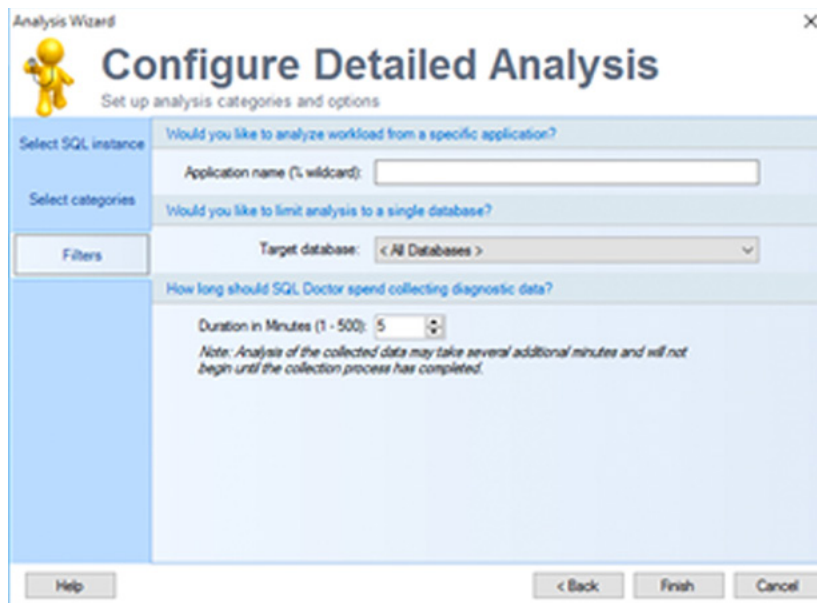 Analysis Wizard
Configure Detailed Analysis
Set up analysis categories and options
Select SQL instance
Select categories
Filters
Would you like to analyze workload from a specific application?
Application name (% wildcard):
Would you like to limit analysis to a single database?
Target database: < All Databases >
How long should SQL Doctor spend collecting diagnostic data?
Duration in Minutes (1 - 500): 5
Note: Analysis of the collected data may take several additional minutes and will not
begin until the collection process has completed.
Help < Back Finish Cancel